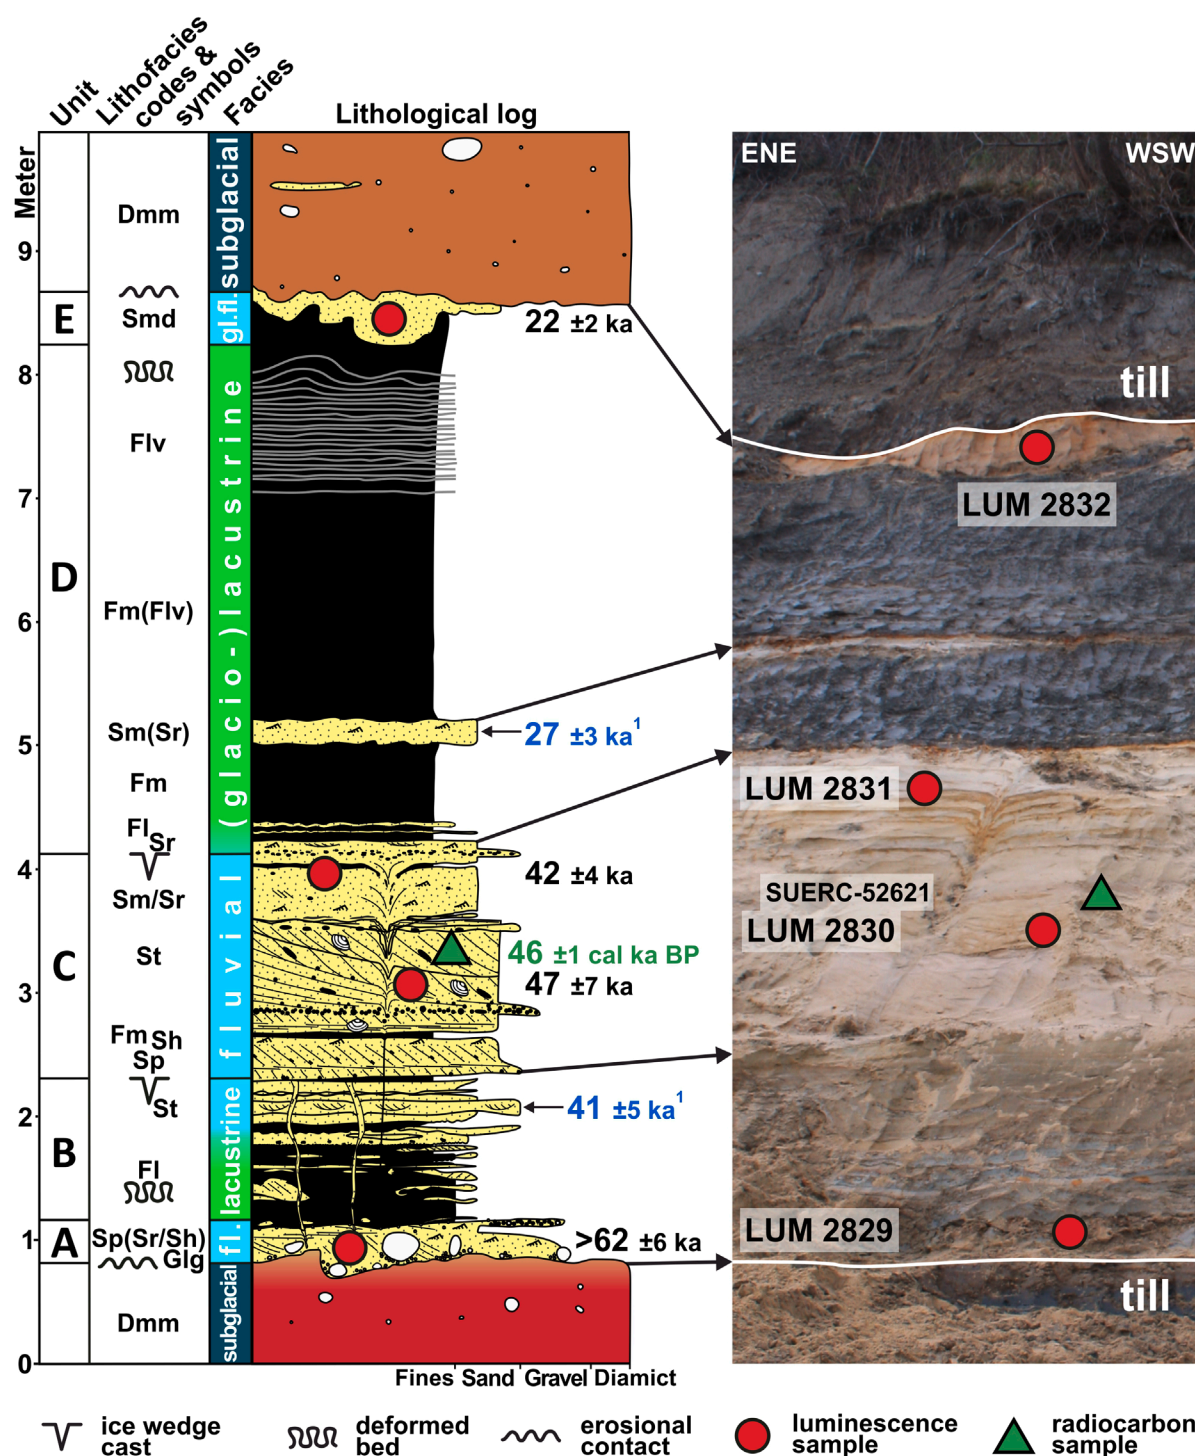 Unit
Lithofacies
codes &
symbols
Facies
Lithological log
Meter
9
8
7
6
5
4
3
2
1
0
E
D
C
B
A
Dmm
Smd
Flv
Fm(Flv)
Sm(Sr)
Fm
Fl Sr
Sm/Sr
St
Fm Sh
Sp
St
Fl
Sp(Sr/Sh)
Glg
Dmm
subglacial
gl.fl.
(glacio-)lacustrine
fluvial
lacustrine
fl.
subglacial
22 ±2 ka
27 ±3 ka1
42 ±4 ka
46 ±1 cal ka BP
47 ±7 ka
41 ±5 ka1
>62 ±6 ka
Fines Sand Gravel Diamict
ENE
WSW
till
LUM 2832
LUM 2831
SUERC-52621
LUM 2830
LUM 2829
till
ice wedge
cast
deformed
bed
erosional
contact
luminescence
sample
radiocarbon
sample